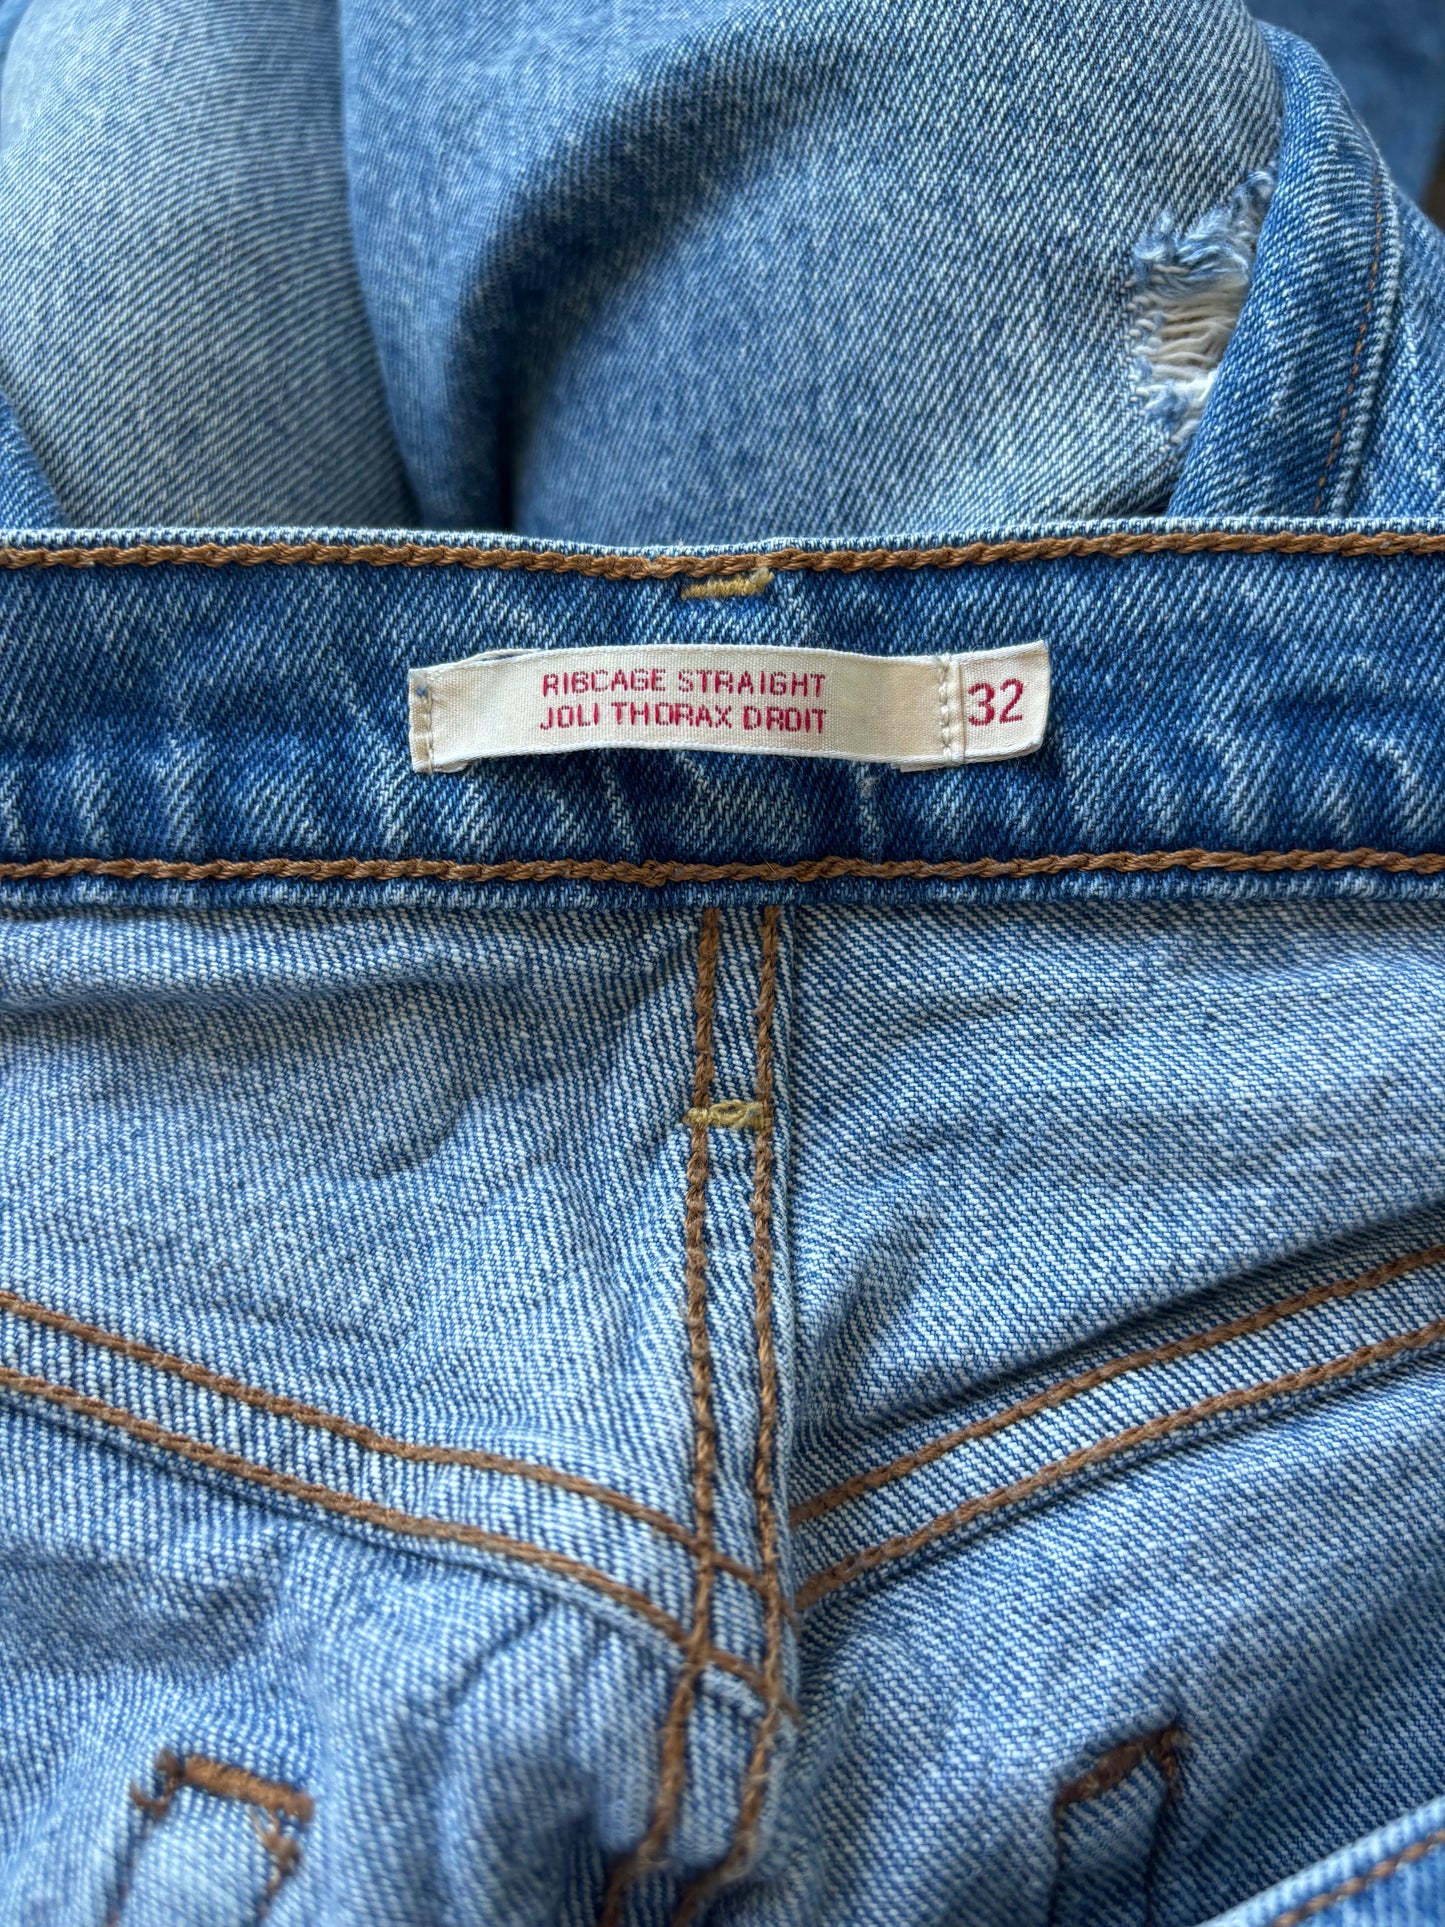 RIBCAGE STRAIGHT
JOLI THORAX DROIT
32